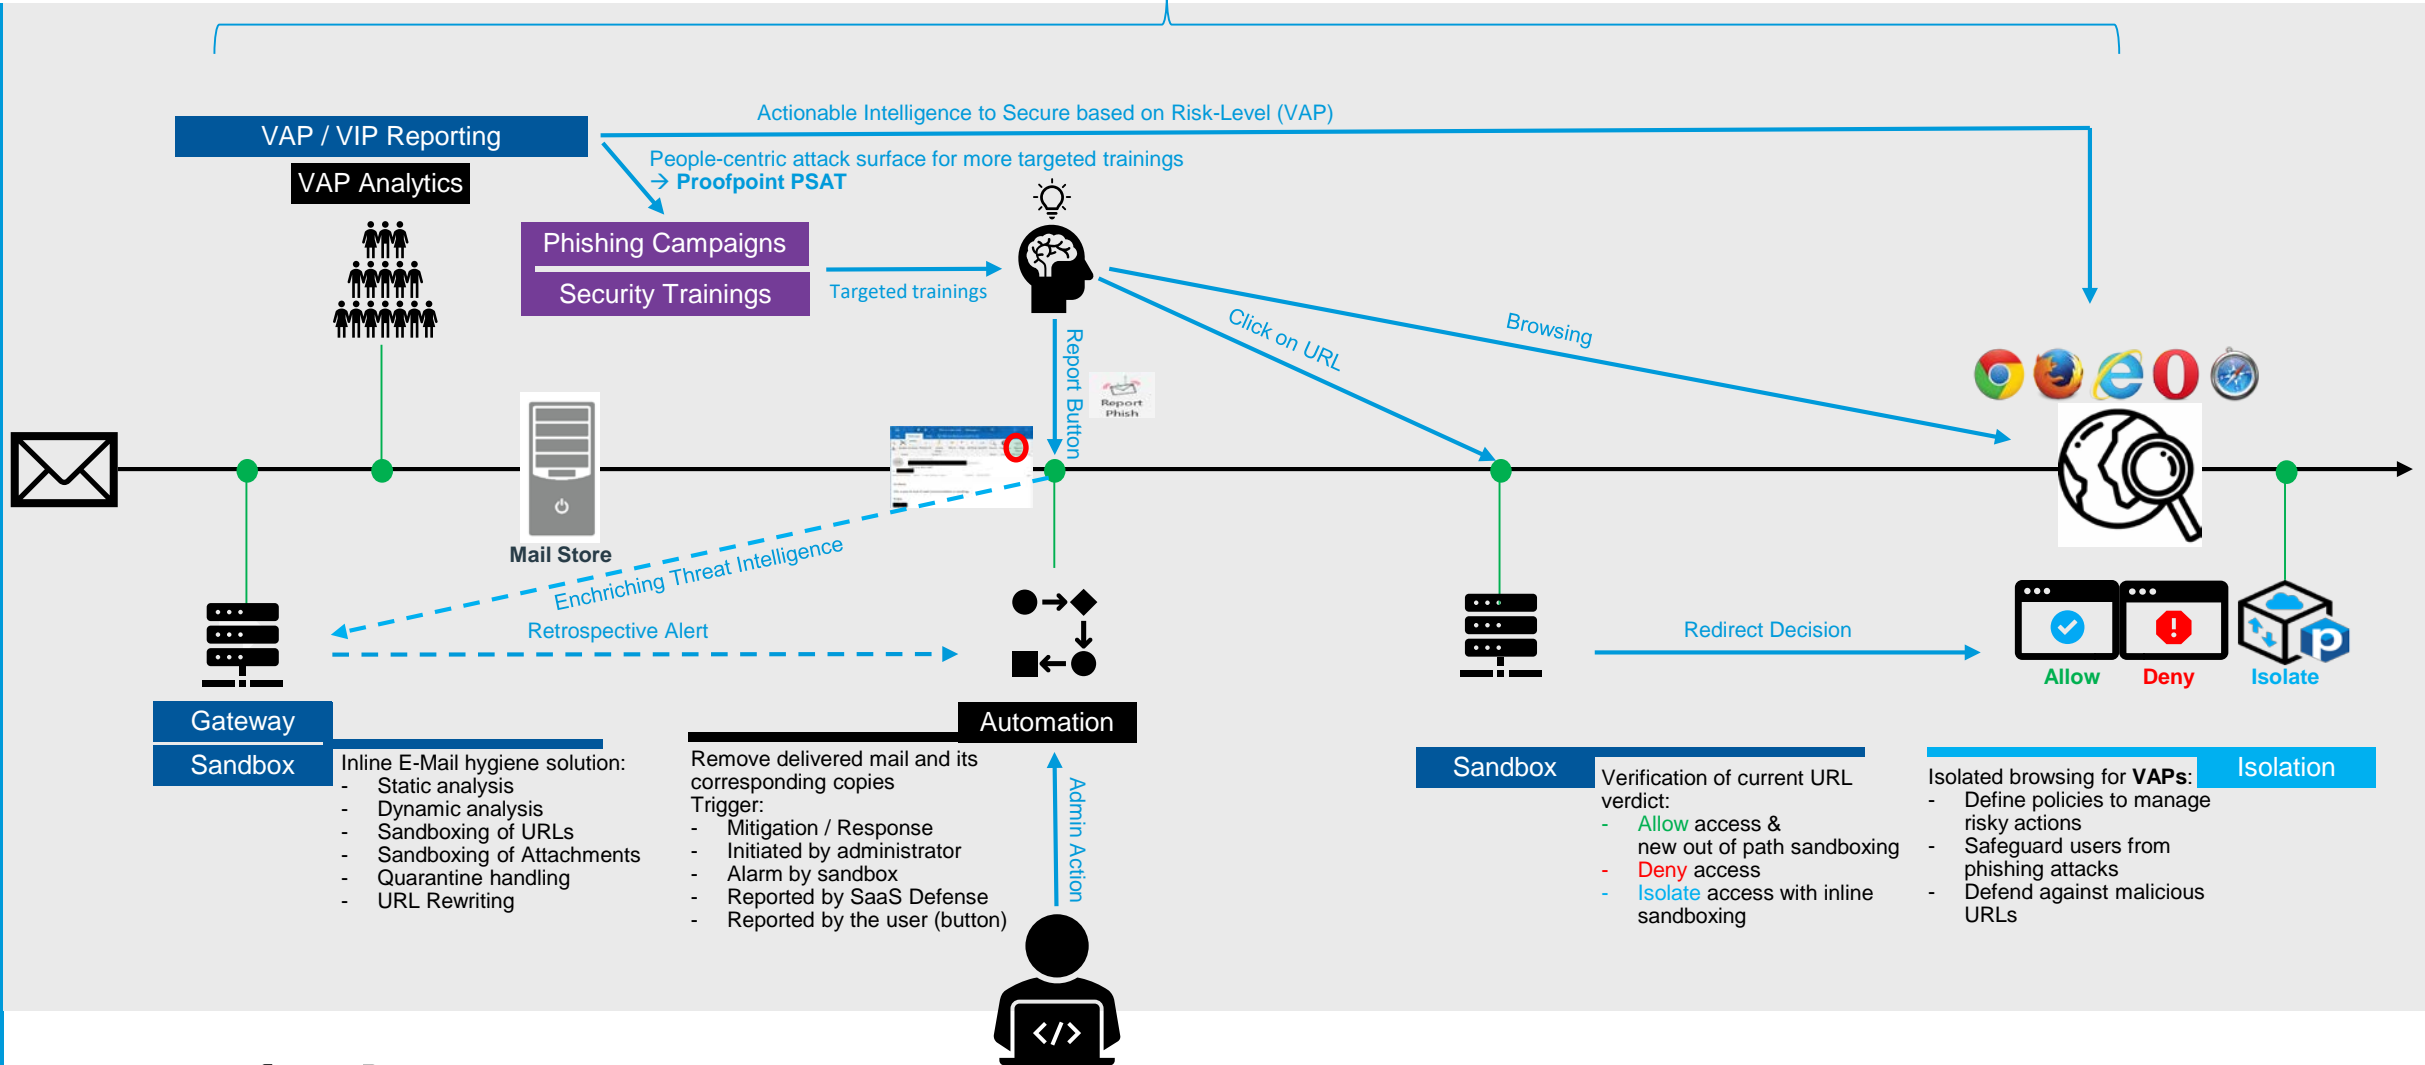 Actionable Intelligence to Secure based on Risk-Level (VAP)
VAP / VIP Reporting
VAP Analytics
People-centric attack surface for more targeted trainings
→ Proofpoint PSAT
Phishing Campaigns
Security Trainings
Targeted trainings
Report Button
Report
Phish
Click on URL
Browsing
Mail Store
Enchriching Threat Intelligence
Retrospective Alert
Redirect Decision
Allow
Deny
Isolate
p
Gateway
Sandbox
Inline E-Mail hygiene solution:
- Static analysis
- Dynamic analysis
- Sandboxing of URLs
- Sandboxing of Attachments
- Quarantine handling
- URL Rewriting
Automation
Remove delivered mail and its
corresponding copies
Trigger:
- Mitigation / Response
- Initiated by administrator
- Alarm by sandbox
- Reported by SaaS Defense
- Reported by the user (button)
Admin Action
</>
Sandbox
Verification of current URL
verdict:
- Allow access &
new out of path sandboxing
- Deny access
- Isolate access with inline
sandboxing
Isolation
Isolated browsing for VAPs:
- Define policies to manage
risky actions
- Safeguard users from
phishing attacks
- Defend against malicious
URLs